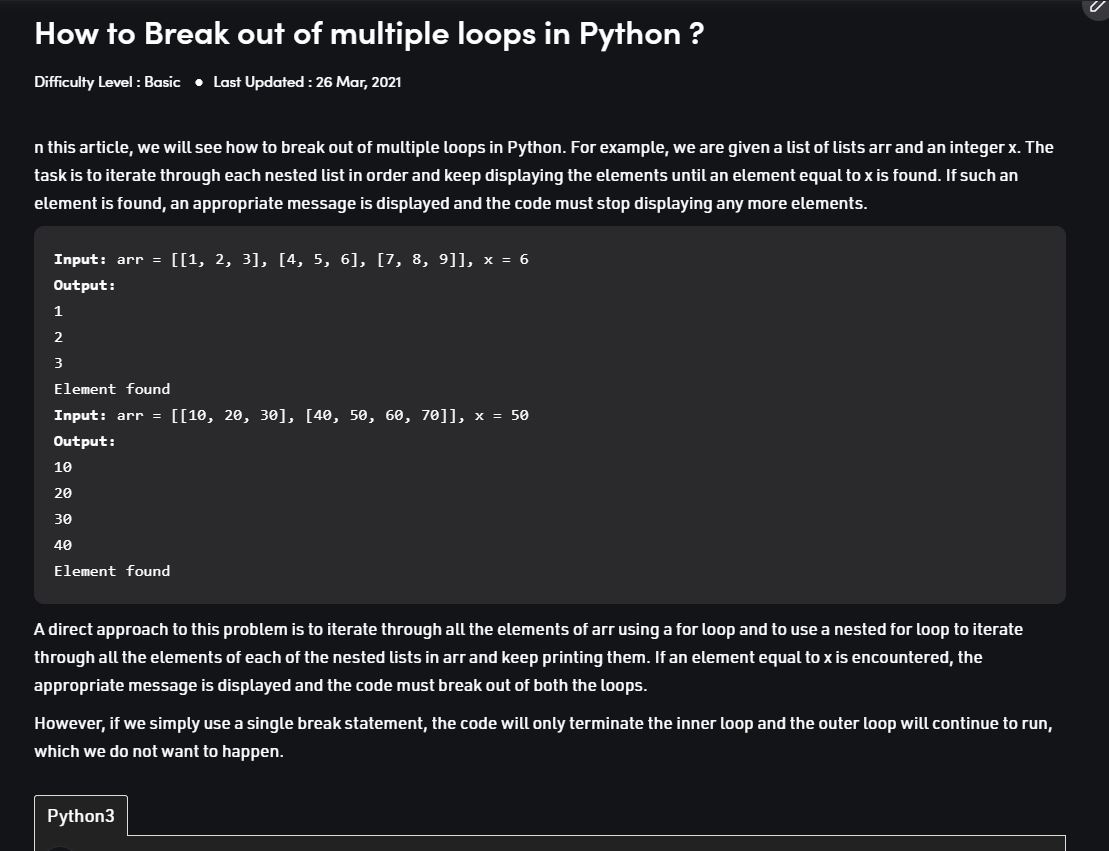 How to Break out of multiple loops in Python ?
Difficulty Level : Basic ● Last Updated : 26 Mar, 2021
n this article, we will see how to break out of multiple loops in Python. For example, we are given a list of lists arr and an integer x. The
task is to iterate through each nested list in order and keep displaying the elements until an element equal to x is found. If such an
element is found, an appropriate message is displayed and the code must stop displaying any more elements.
Input: arr = [[1, 2, 3], [4, 5, 6], [7, 8, 9]], x = 6
Output:
1
2
3
Element found
Input: arr = [[10, 20, 30], [40, 50, 60, 70]], x = 50
Output:
10
20
30
40
Element found
A direct approach to this problem is to iterate through all the elements of arr using a for loop and to use a nested for loop to iterate
through all the elements of each of the nested lists in arr and keep printing them. If an element equal to x is encountered, the
appropriate message is displayed and the code must break out of both the loops.
However, if we simply use a single break statement, the code will only terminate the inner loop and the outer loop will continue to run,
which we do not want to happen.
Python3